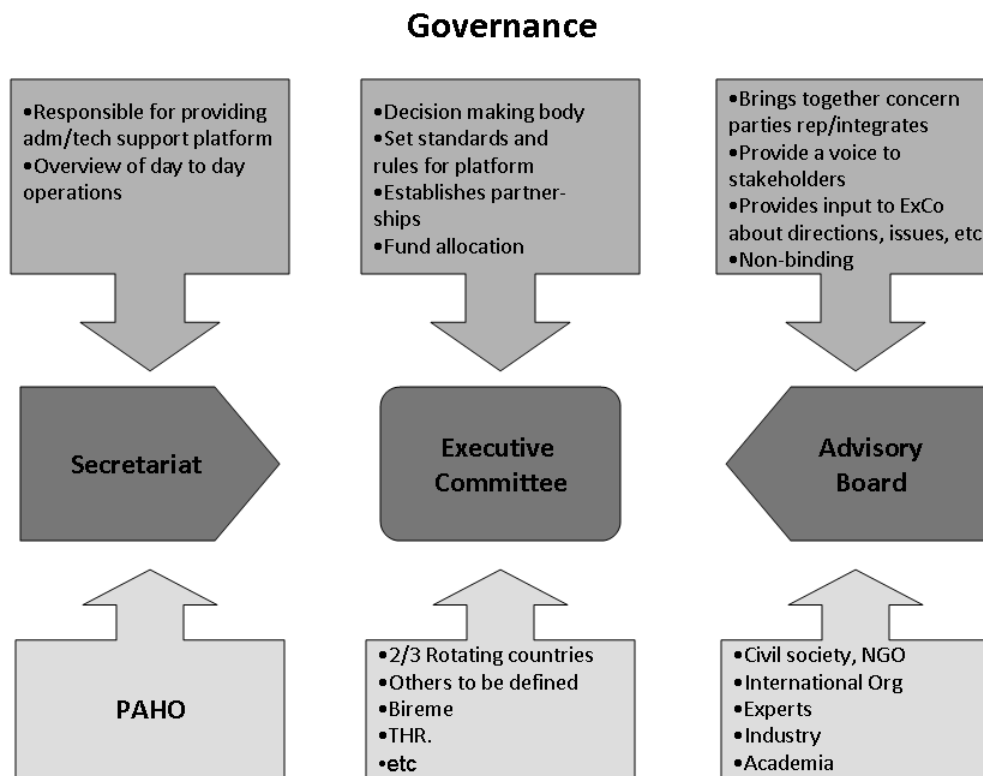 Governance
•Responsible for providing
adm/tech support platform
•Overview of day to day
operations
•Decision making body
•Set standards and
rules for platform
•Establishes partner-
ships
•Fund allocation
•Brings together concern
parties rep/integrates
•Provide a voice to
stakeholders
•Provides input to ExCo
about directions, issues, etc
•Non-binding
Secretariat
Executive
Committee
Advisory
Board
PAHO
•2/3 Rotating countries
•Others to be defined
•Bireme
•THR.
•etc
•Civil society, NGO
•International Org
•Experts
•Industry
•Academia